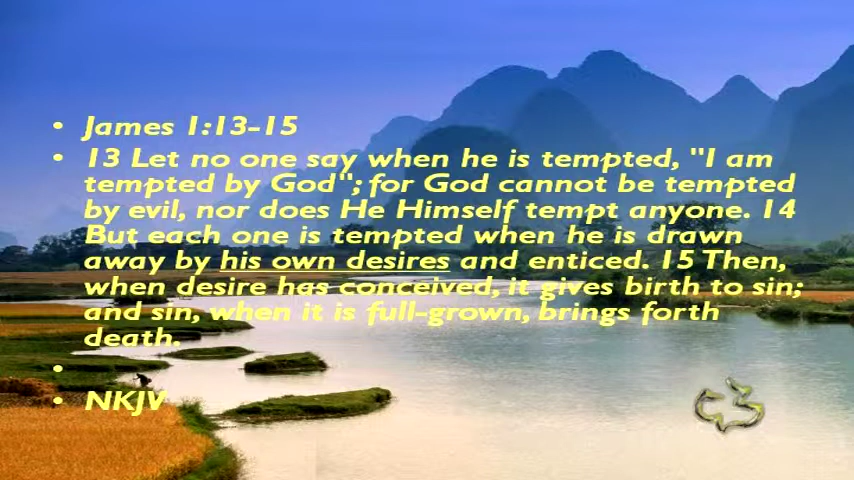 • James 1:13-15
• 13 Let no one say when he is tempted, "I am
tempted by God"; for God cannot be tempted
by evil, nor does He Himself tempt anyone. 14
But each one is tempted when he is drawn
away by his own desires and enticed. 15 Then,
when desire has conceived, it gives birth to sin;
and sin, when it is full-grown, brings forth
death.
•
• NKJV